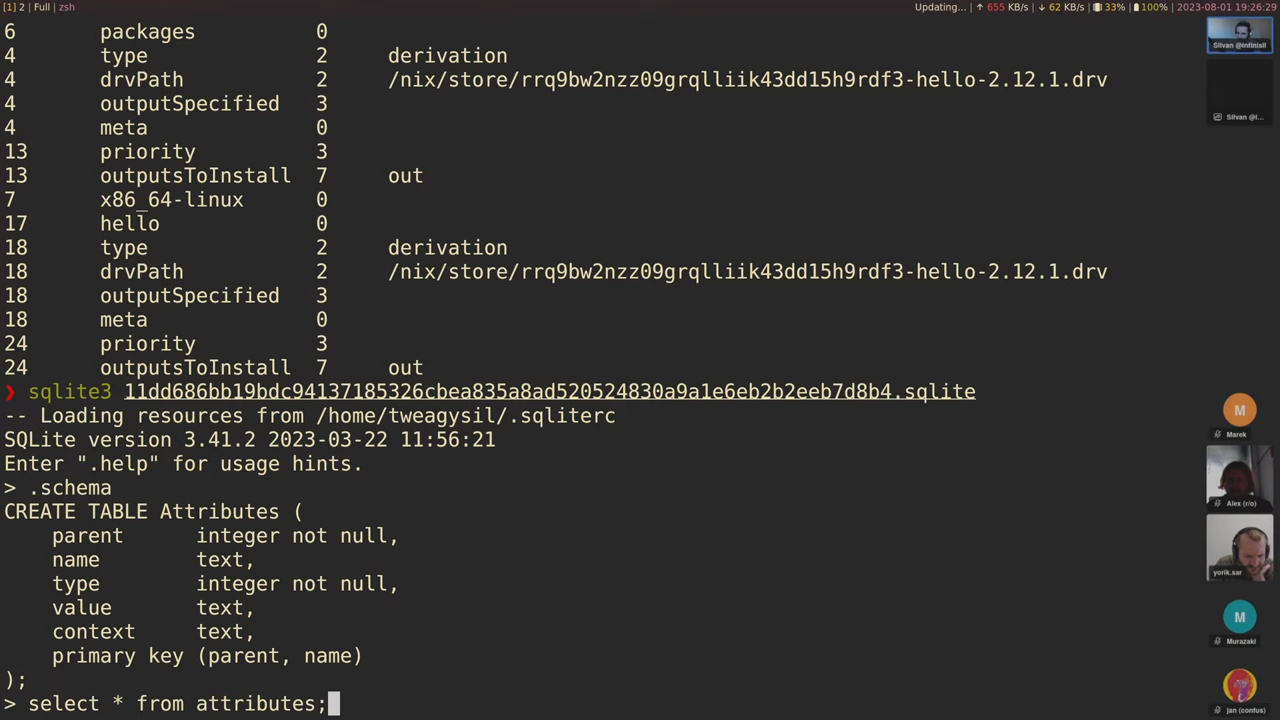 [1] 2 | Full | zsh
Updating... | ↑ 655 KB/s | ↓ 62 KB/s | 33% | 100% | 2023-08-01 19:26:29
6 packages 0
4 type 2 derivation
4 drvPath 2 /nix/store/rrq9bw2nzz09grqlliik43dd15h9rdf3-hello-2.12.1.drv
4 outputSpecified 3
4 meta 0
13 priority 3
13 outputsToInstall 7 out
7 x86_64-linux 0
17 hello 0
18 type 2 derivation
18 drvPath 2 /nix/store/rrq9bw2nzz09grqlliik43dd15h9rdf3-hello-2.12.1.drv
18 outputSpecified 3
18 meta 0
24 priority 3
24 outputsToInstall 7 out
❯ sqlite3 11dd686bb19bdc94137185326cbea835a8ad520524830a9a1e6eb2b2eeb7d8b4.sqlite
-- Loading resources from /home/tweagysil/.sqliterc
SQLite version 3.41.2 2023-03-22 11:56:21
Enter ".help" for usage hints.
> .schema
CREATE TABLE Attributes (
parent integer not null,
name text,
type integer not null,
value text,
context text,
primary key (parent, name)
);
> select * from attributes;
Silvan @infinisil
Silvan @i...
M
Marek
Alex (r/o)
yorik.sar
M
Murazaki
jan (confus)